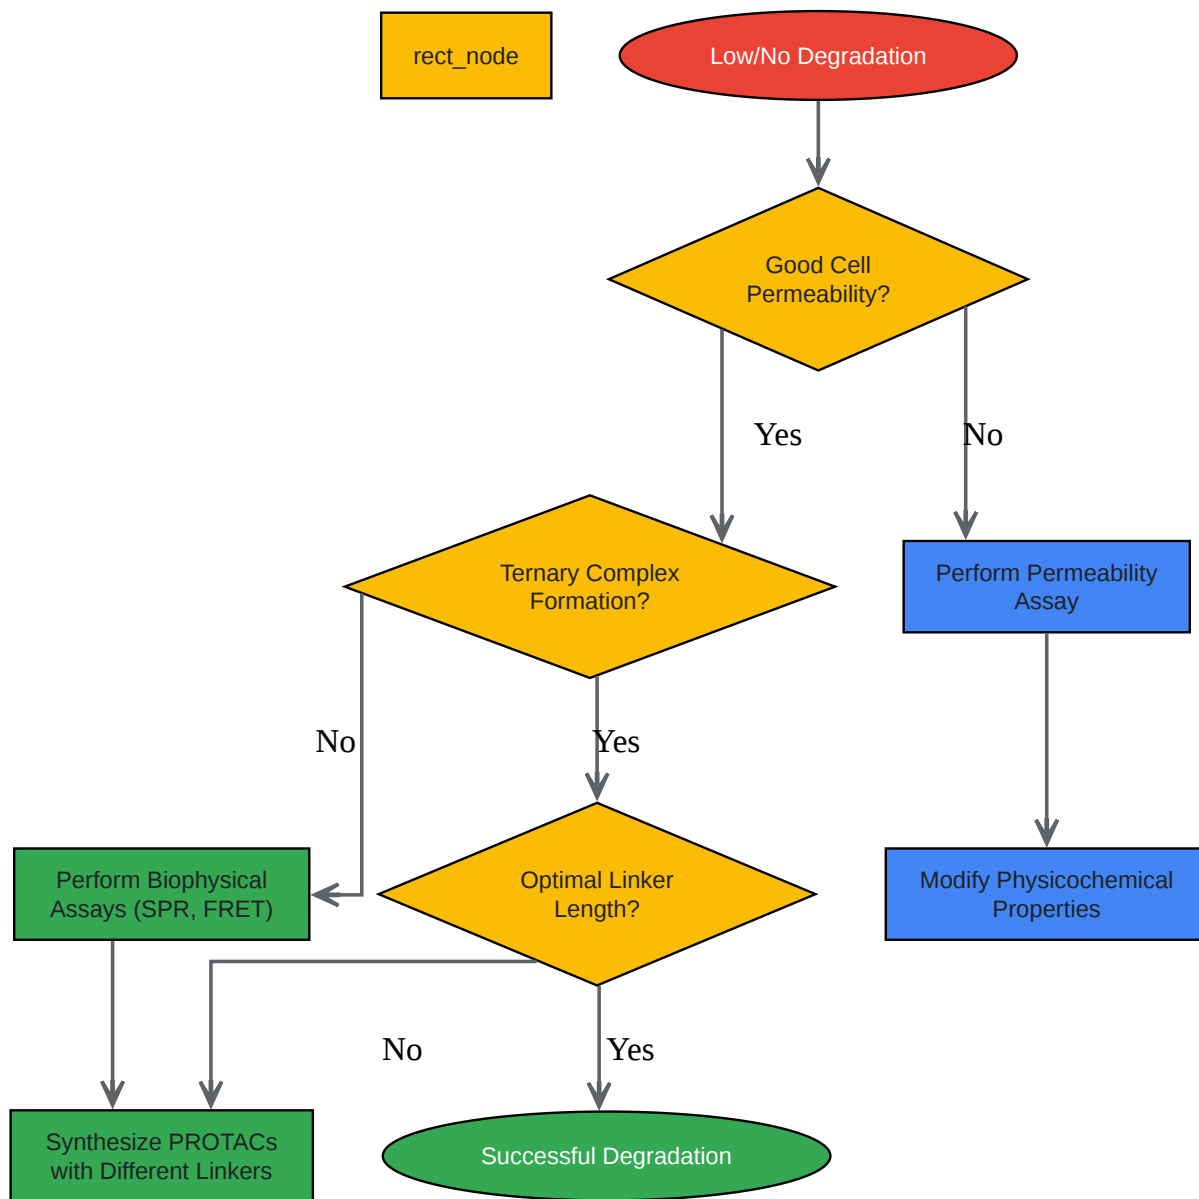 rect_node
Low/No Degradation
Good Cell
Permeability?
Yes
No
Ternary Complex
Formation?
Perform Permeability
Assay
No
Yes
Perform Biophysical
Assays (SPR, FRET)
Optimal Linker
Length?
Modify Physicochemical
Properties
No
Yes
Synthesize PROTACs
with Different Linkers
Successful Degradation